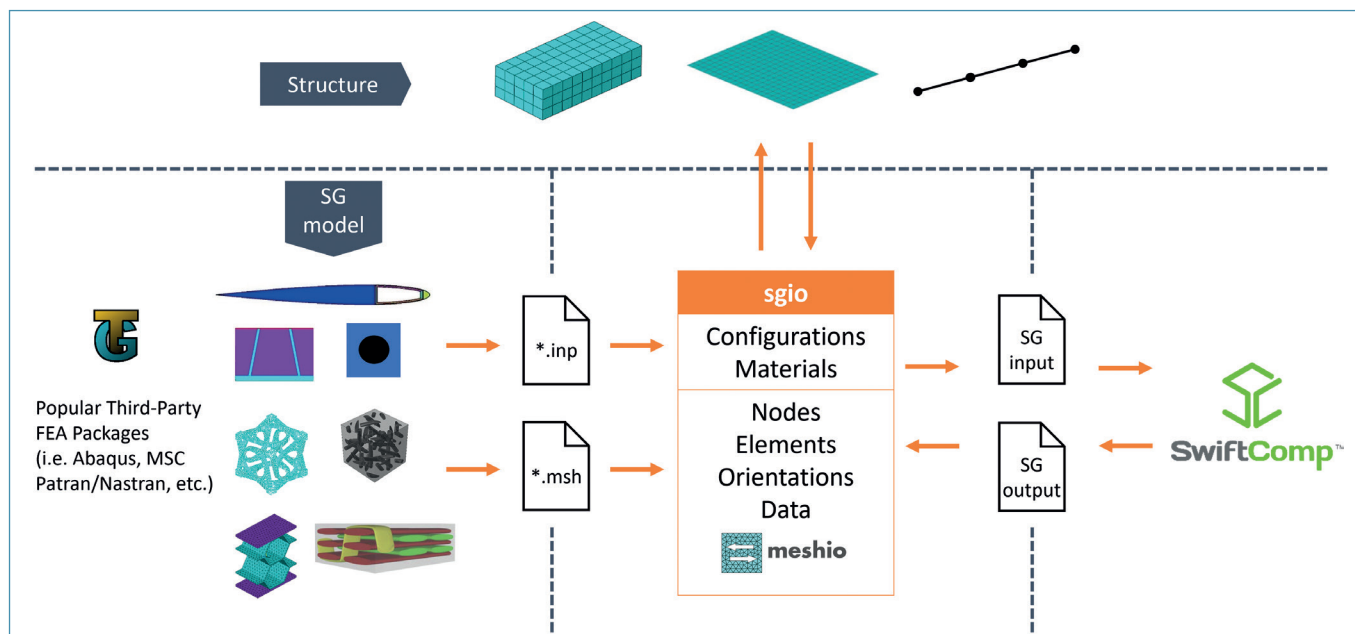 Structure
SG
model
TG
Popular Third-Party
FEA Packages
(i.e. Abaqus, MSC
Patran/Nastran, etc.)
*.inp
*.msh
sgio
Configurations
Materials
Nodes
Elements
Orientations
Data
meshio
SG
input
SG
output
SwiftComp™